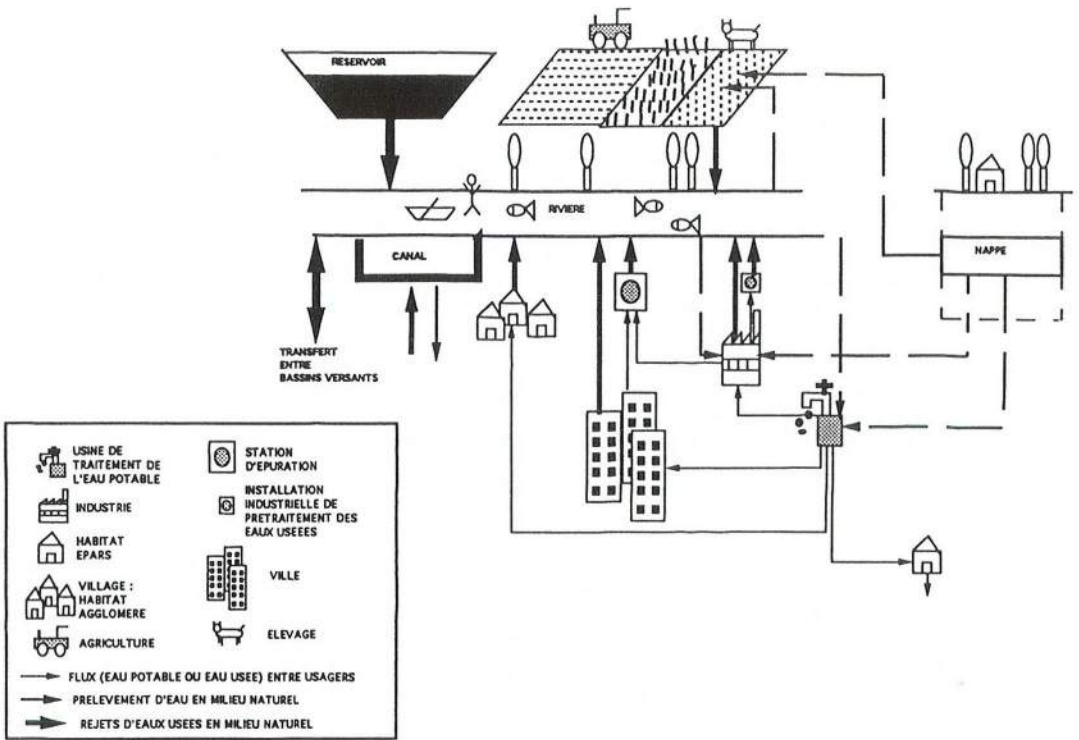 RESERVOIR
RIVIERE
CANAL
NAPPE
TRANSFERT
ENTRE
BASSINS VERSANTS
USINE DE
TRAITEMENT DE
L'EAU POTABLE
INDUSTRIE
HABITAT
EPARS
VILLAGE :
HABITAT
AGGLOMERE
AGRICULTURE
STATION
D'EPURATION
INSTALLATION
INDUSTRIELLE DE
PRETRAITEMENT DES
EAUX USEEES
VILLE
ELEVAGE
FLUX (EAU POTABLE OU EAU USEE) ENTRE USAGERS
PRELEVEMENT D'EAU EN MILIEU NATUREL
REJETS D'EAUX USEES EN MILIEU NATUREL